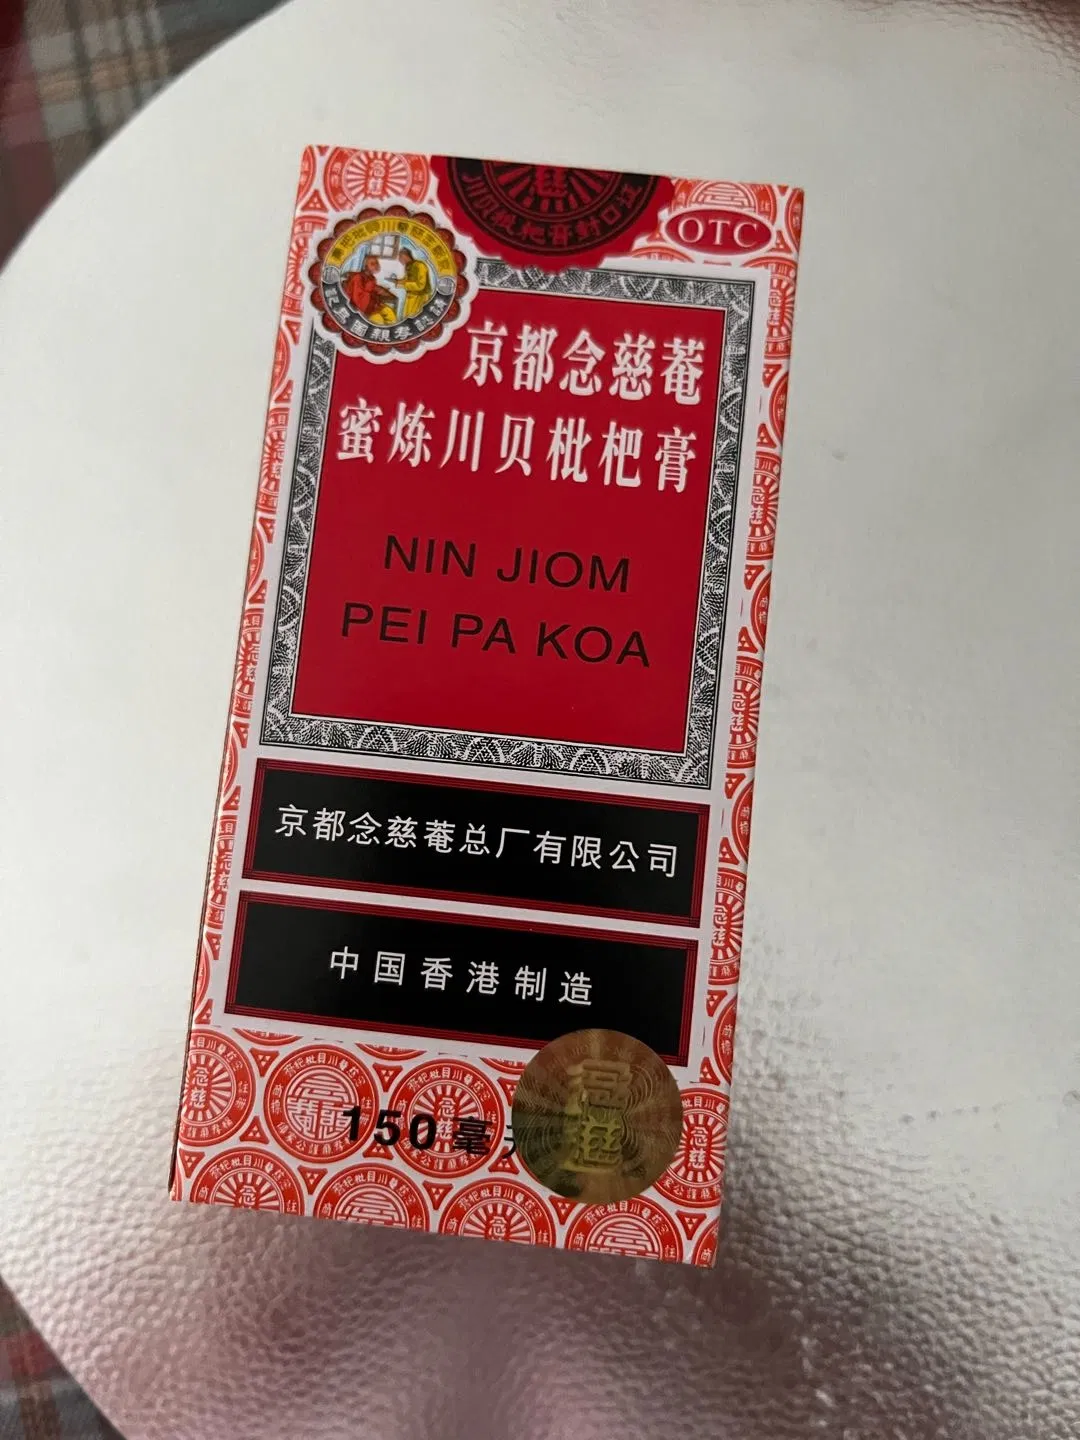 OTC
京都念慈菴
蜜炼川贝枇杷膏
NIN JIOM
PEI PA KOA
京都念慈菴总厂有限公司
中国香港制造
150毫
念慈